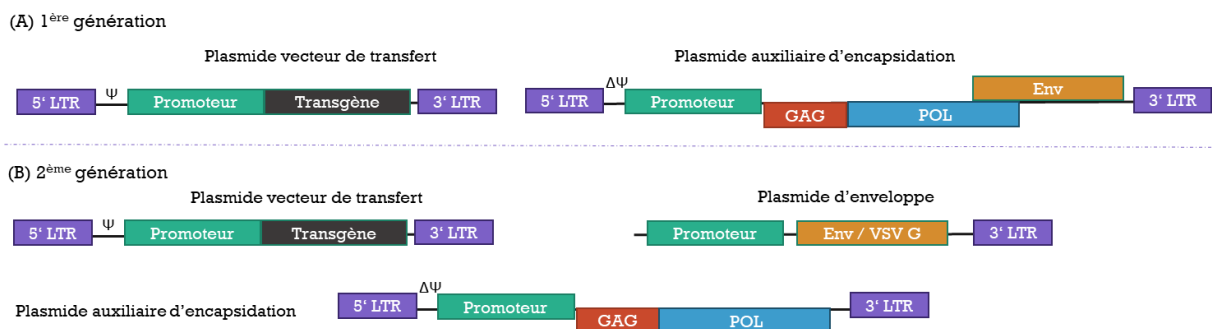 (A) 1ère génération
Plasmide vecteur de transfert
Plasmide auxiliaire d'encapsidation
5' LTR Ψ Promoteur Transgène 3' LTR
5' LTR ΔΨ Promoteur GAG POL Env 3' LTR
(B) 2ème génération
Plasmide vecteur de transfert
Plasmide d'enveloppe
5' LTR Ψ Promoteur Transgène 3' LTR
Promoteur Env / VSV G 3' LTR
Plasmide auxiliaire d'encapsidation
5' LTR ΔΨ Promoteur GAG POL 3' LTR